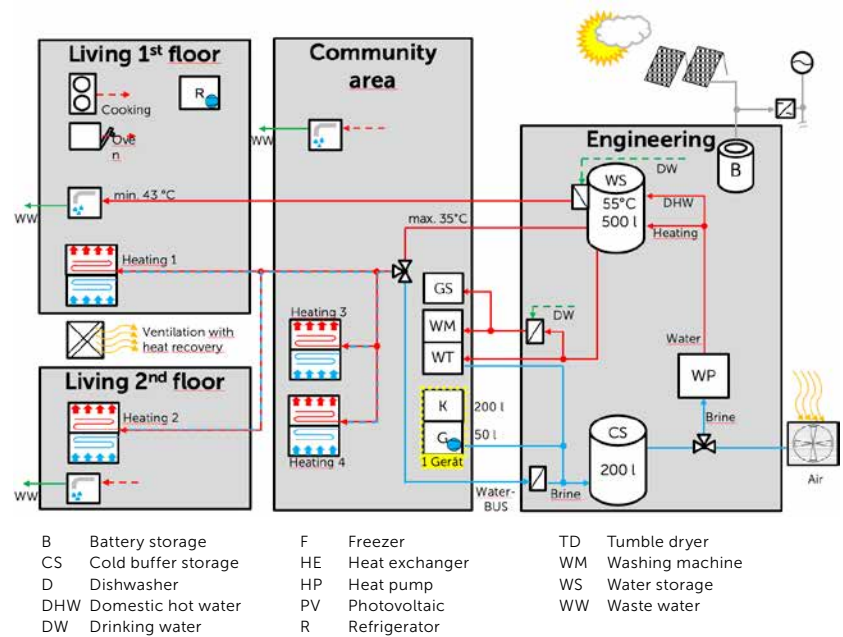 Living 1st floor
Cooking
Ove
n
R
min. 43 °C
WW
Heating 1
Ventilation with
heat recovery
Living 2nd floor
Heating 2
WW
Community
area
WW
max. 35°C
GS
WM
WT
Heating 3
K
200 l
G
50 l
1 Gerät
Heating 4
Water-
BUS
Engineering
B
DW
WS
55°C
500 l
DHW
Heating
DW
Water
WP
Brine
CS
200 l
Brine
Air
B Battery storage
CS Cold buffer storage
D Dishwasher
DHW Domestic hot water
DW Drinking water
F Freezer
HE Heat exchanger
HP Heat pump
PV Photovoltaic
R Refrigerator
TD Tumble dryer
WM Washing machine
WS Water storage
WW Waste water